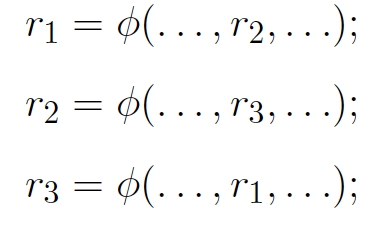 r₁ = ϕ(. . . , r₂, . . .);
r₂ = ϕ(. . . , r₃, . . .);
r₃ = ϕ(. . . , r₁, . . .);